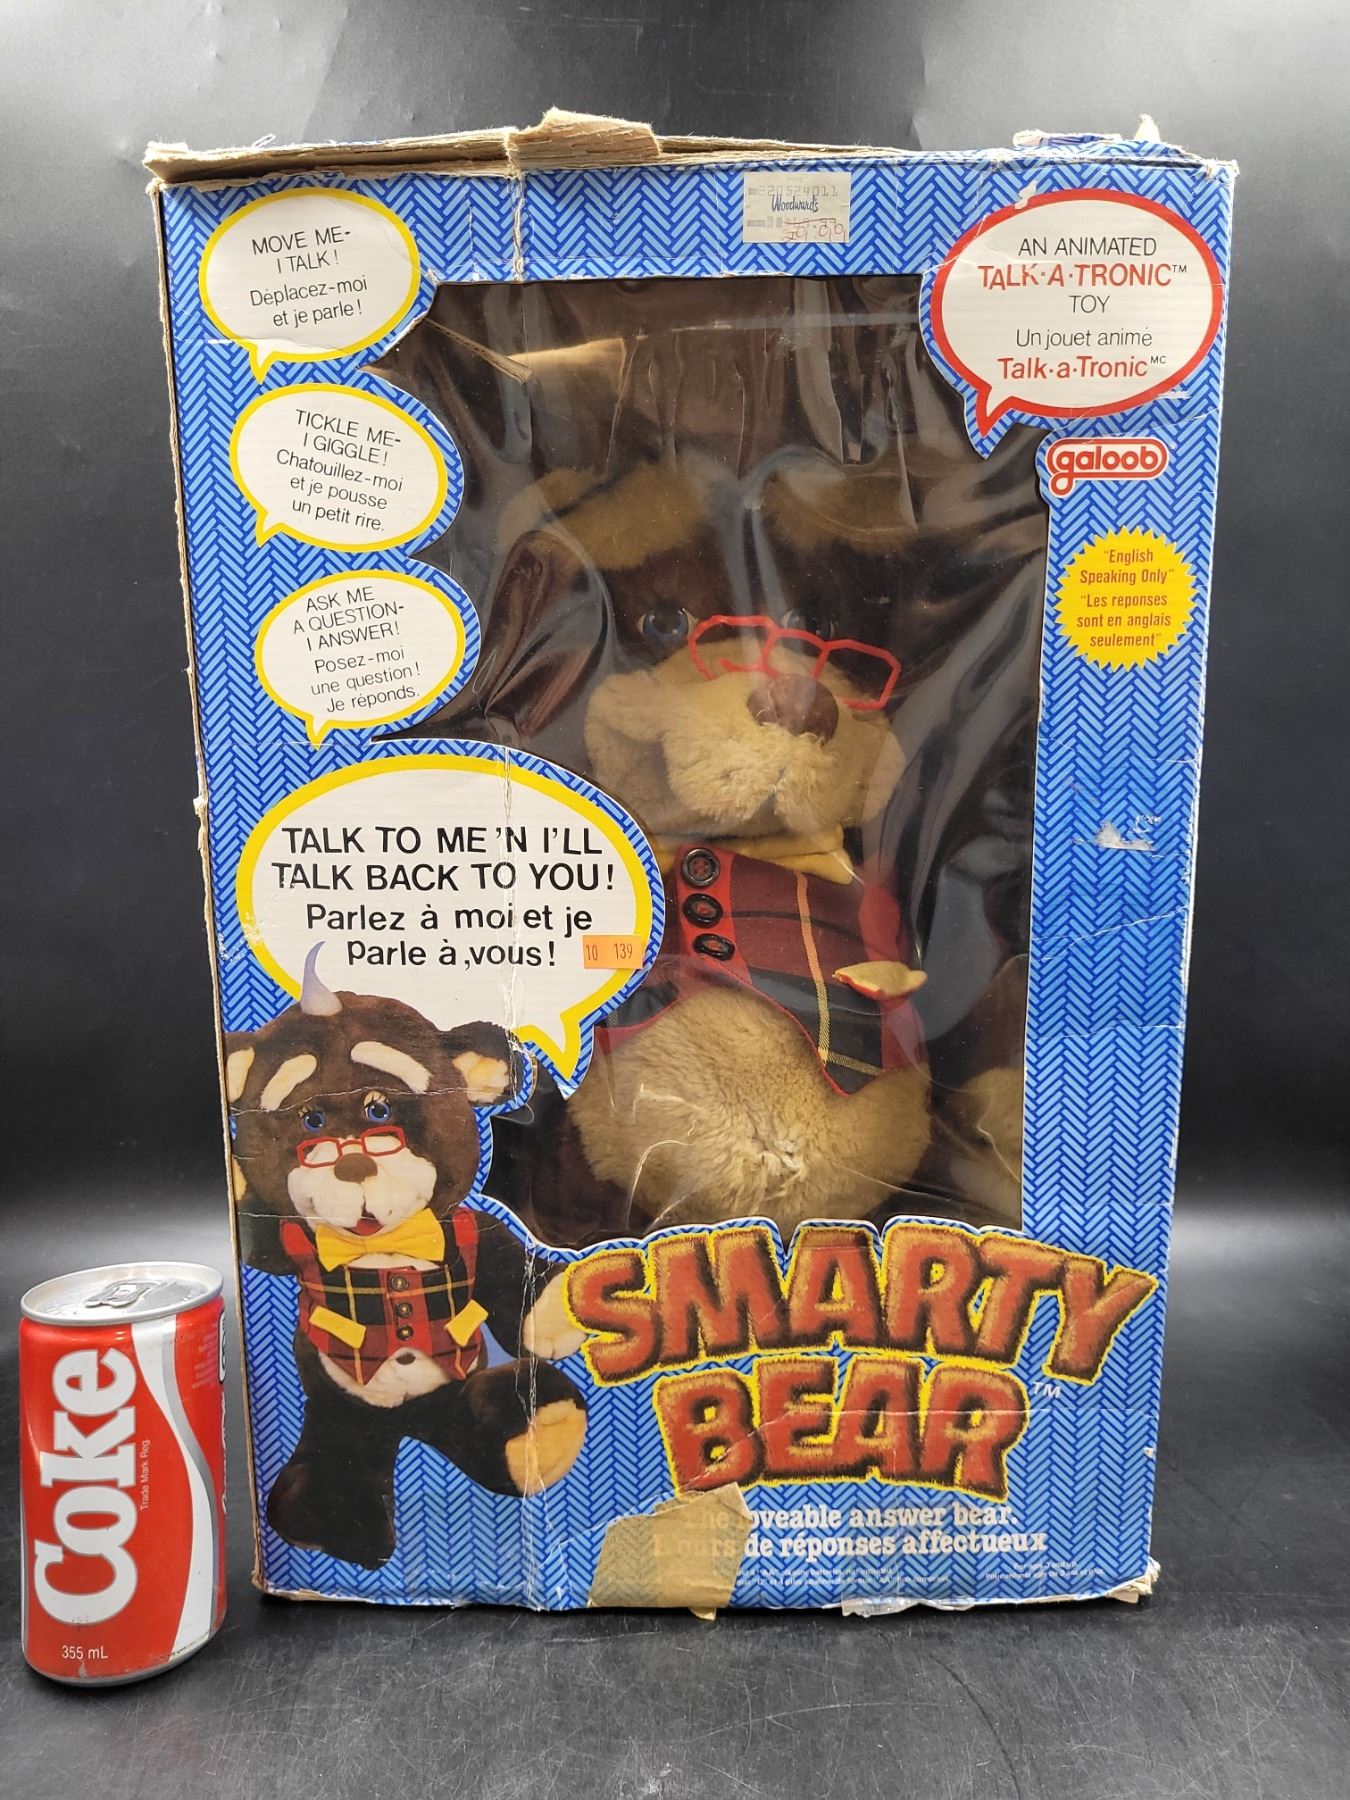 MOVE ME-
I TALK!
Déplacez-moi
et je parle!
TICKLE ME-
I GIGGLE!
Chatouillez-moi
et je pousse
un petit rire.
ASK ME
A QUESTION-
I ANSWER!
Posez-moi
une question!
Je réponds.
TALK TO ME 'N I'LL
TALK BACK TO YOU!
Parlez à moi et je
Parle à vous!
10 139
220524011
Woodward's
AN ANIMATED
TALK·A·TRONIC™
TOY
Un jouet animé
Talk·a·Tronic MC
galoob
"English
Speaking Only"
"Les reponses
sont en anglais
seulement"
SMARTY
BEAR™
answer bear.
de réponses affectueux
Coke
Trade Mark Reg.
355 mL